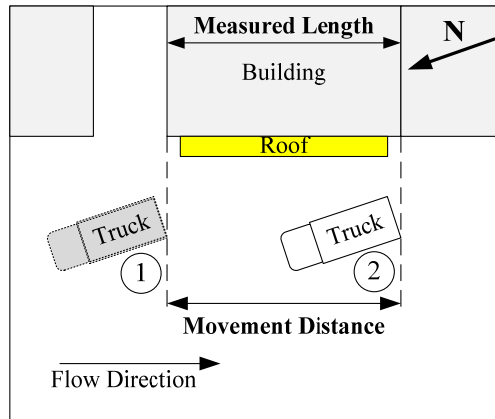 Measured Length
N
Building
Roof
Truck
Truck
1
2
Movement Distance
Flow Direction